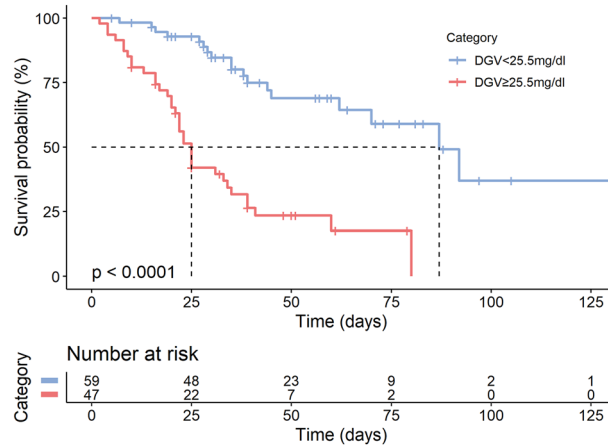 100
Category
DGV<25.5mg/dl
DGV≥25.5mg/dl
75
50
25
0
Survival probability (%)
p < 0.0001
0 25 50 75 100 125
Time (days)
Number at risk
Category
59 48 23 9 2 1
47 22 7 2 0 0
0 25 50 75 100 125
Time (days)